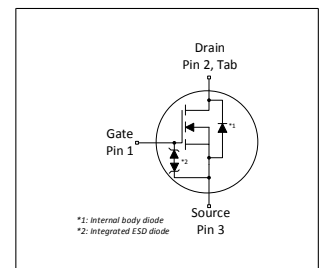 Drain
Pin 2, Tab
*1
Gate
Pin 1
*2
Source
Pin 3
*1: Internal body diode
*2: Integrated ESD diode